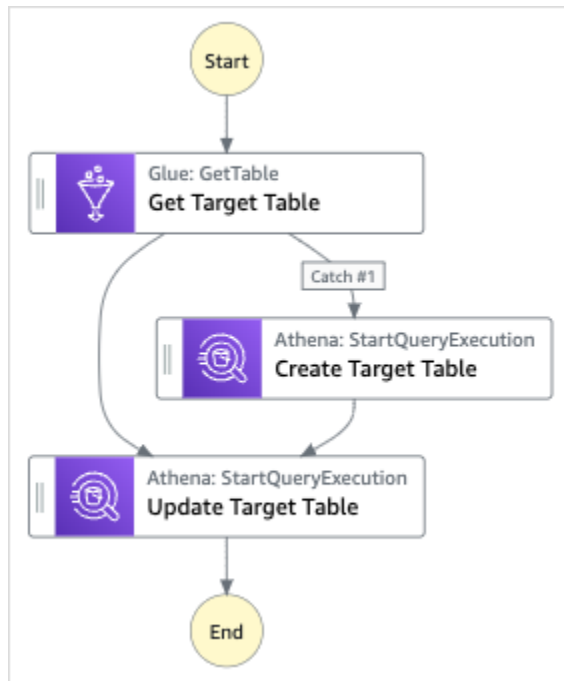 Start
Glue: GetTable
Get Target Table
Catch #1
Athena: StartQueryExecution
Create Target Table
Athena: StartQueryExecution
Update Target Table
End